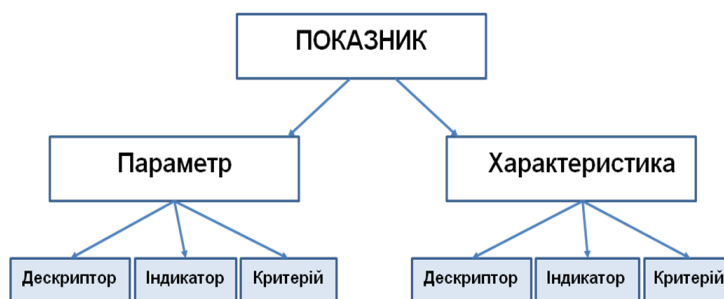 ПОКАЗНИК
Параметр
Характеристика
Дескриптор
Індикатор
Критерій
Дескриптор
Індикатор
Критерій